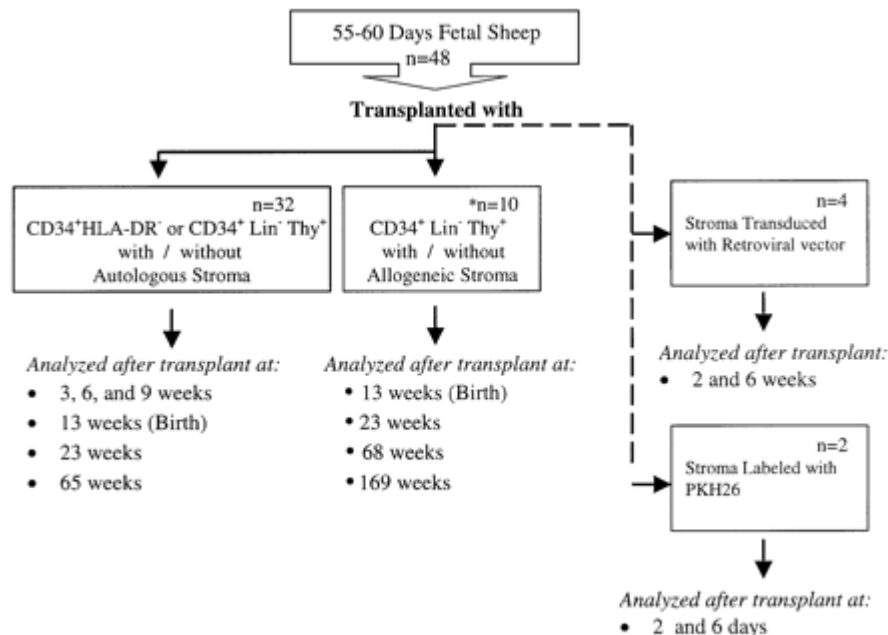 55-60 Days Fetal Sheep
n=48
Transplanted with
n=32
CD34⁺HLA-DR⁻ or CD34⁺ Lin⁻ Thy⁺
with / without
Autologous Stroma
Analyzed after transplant at:
• 3, 6, and 9 weeks
• 13 weeks (Birth)
• 23 weeks
• 65 weeks
*n=10
CD34⁺ Lin⁻ Thy⁺
with / without
Allogeneic Stroma
Analyzed after transplant at:
• 13 weeks (Birth)
• 23 weeks
• 68 weeks
• 169 weeks
n=4
Stroma Transduced
with Retroviral vector
Analyzed after transplant:
• 2 and 6 weeks
n=2
Stroma Labeled with
PKH26
Analyzed after transplant at:
• 2 and 6 days